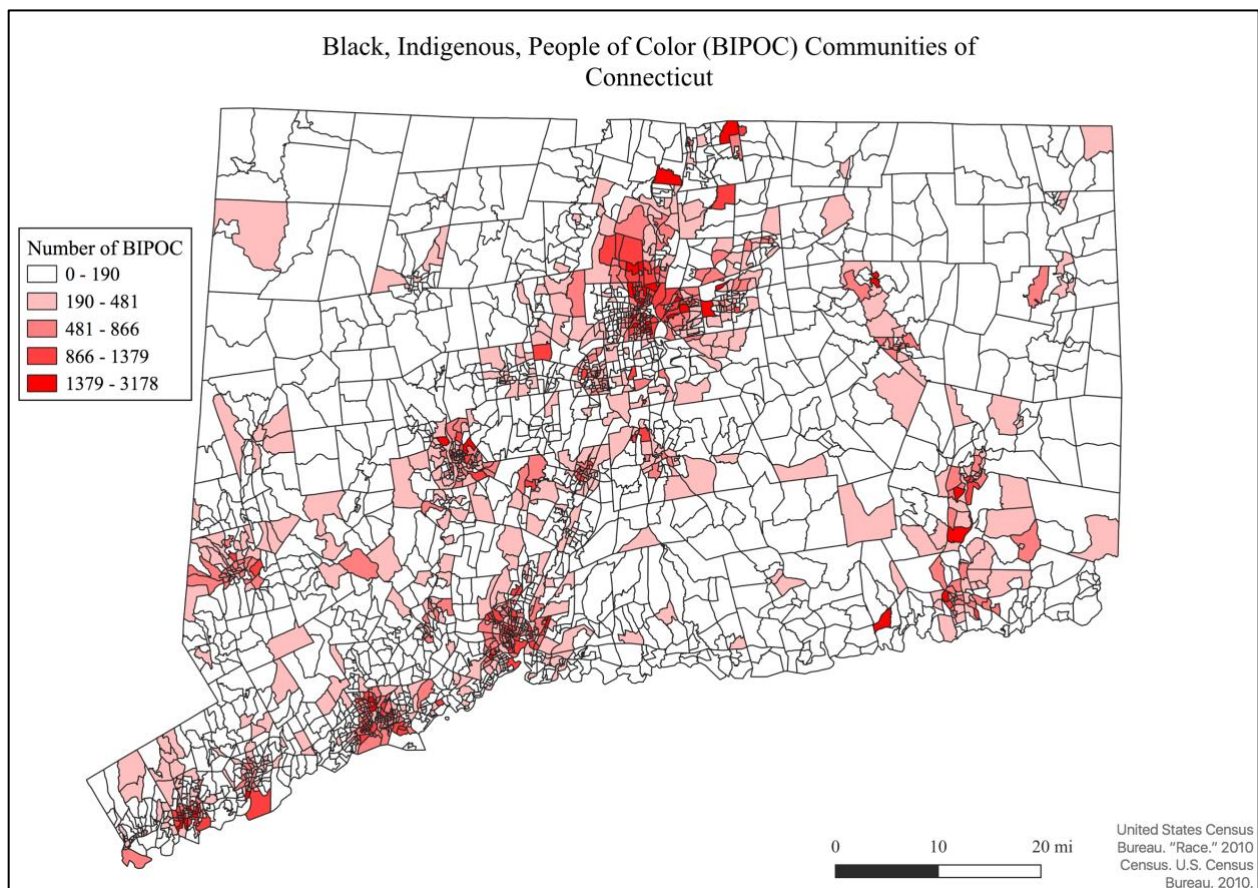 Black, Indigenous, People of Color (BIPOC) Communities of
Connecticut
Number of BIPOC
0 - 190
190 - 481
481 - 866
866 - 1379
1379 - 3178
0 10 20 mi
United States Census
Bureau. "Race." 2010
Census. U.S. Census
Bureau, 2010.